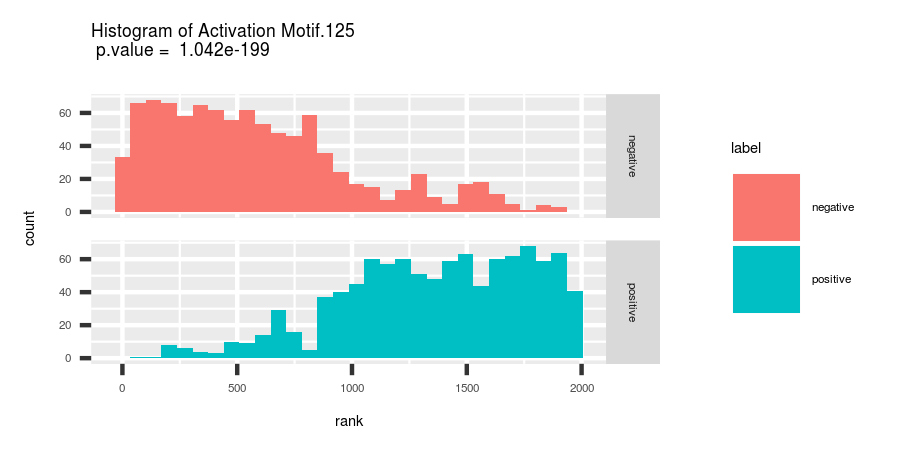 Histogram of Activation Motif.125
p.value =  1.042e-199
count
60
40
20
0
negative
60
40
20
0
positive
0
500
1000
1500
2000
rank
label
negative
positive